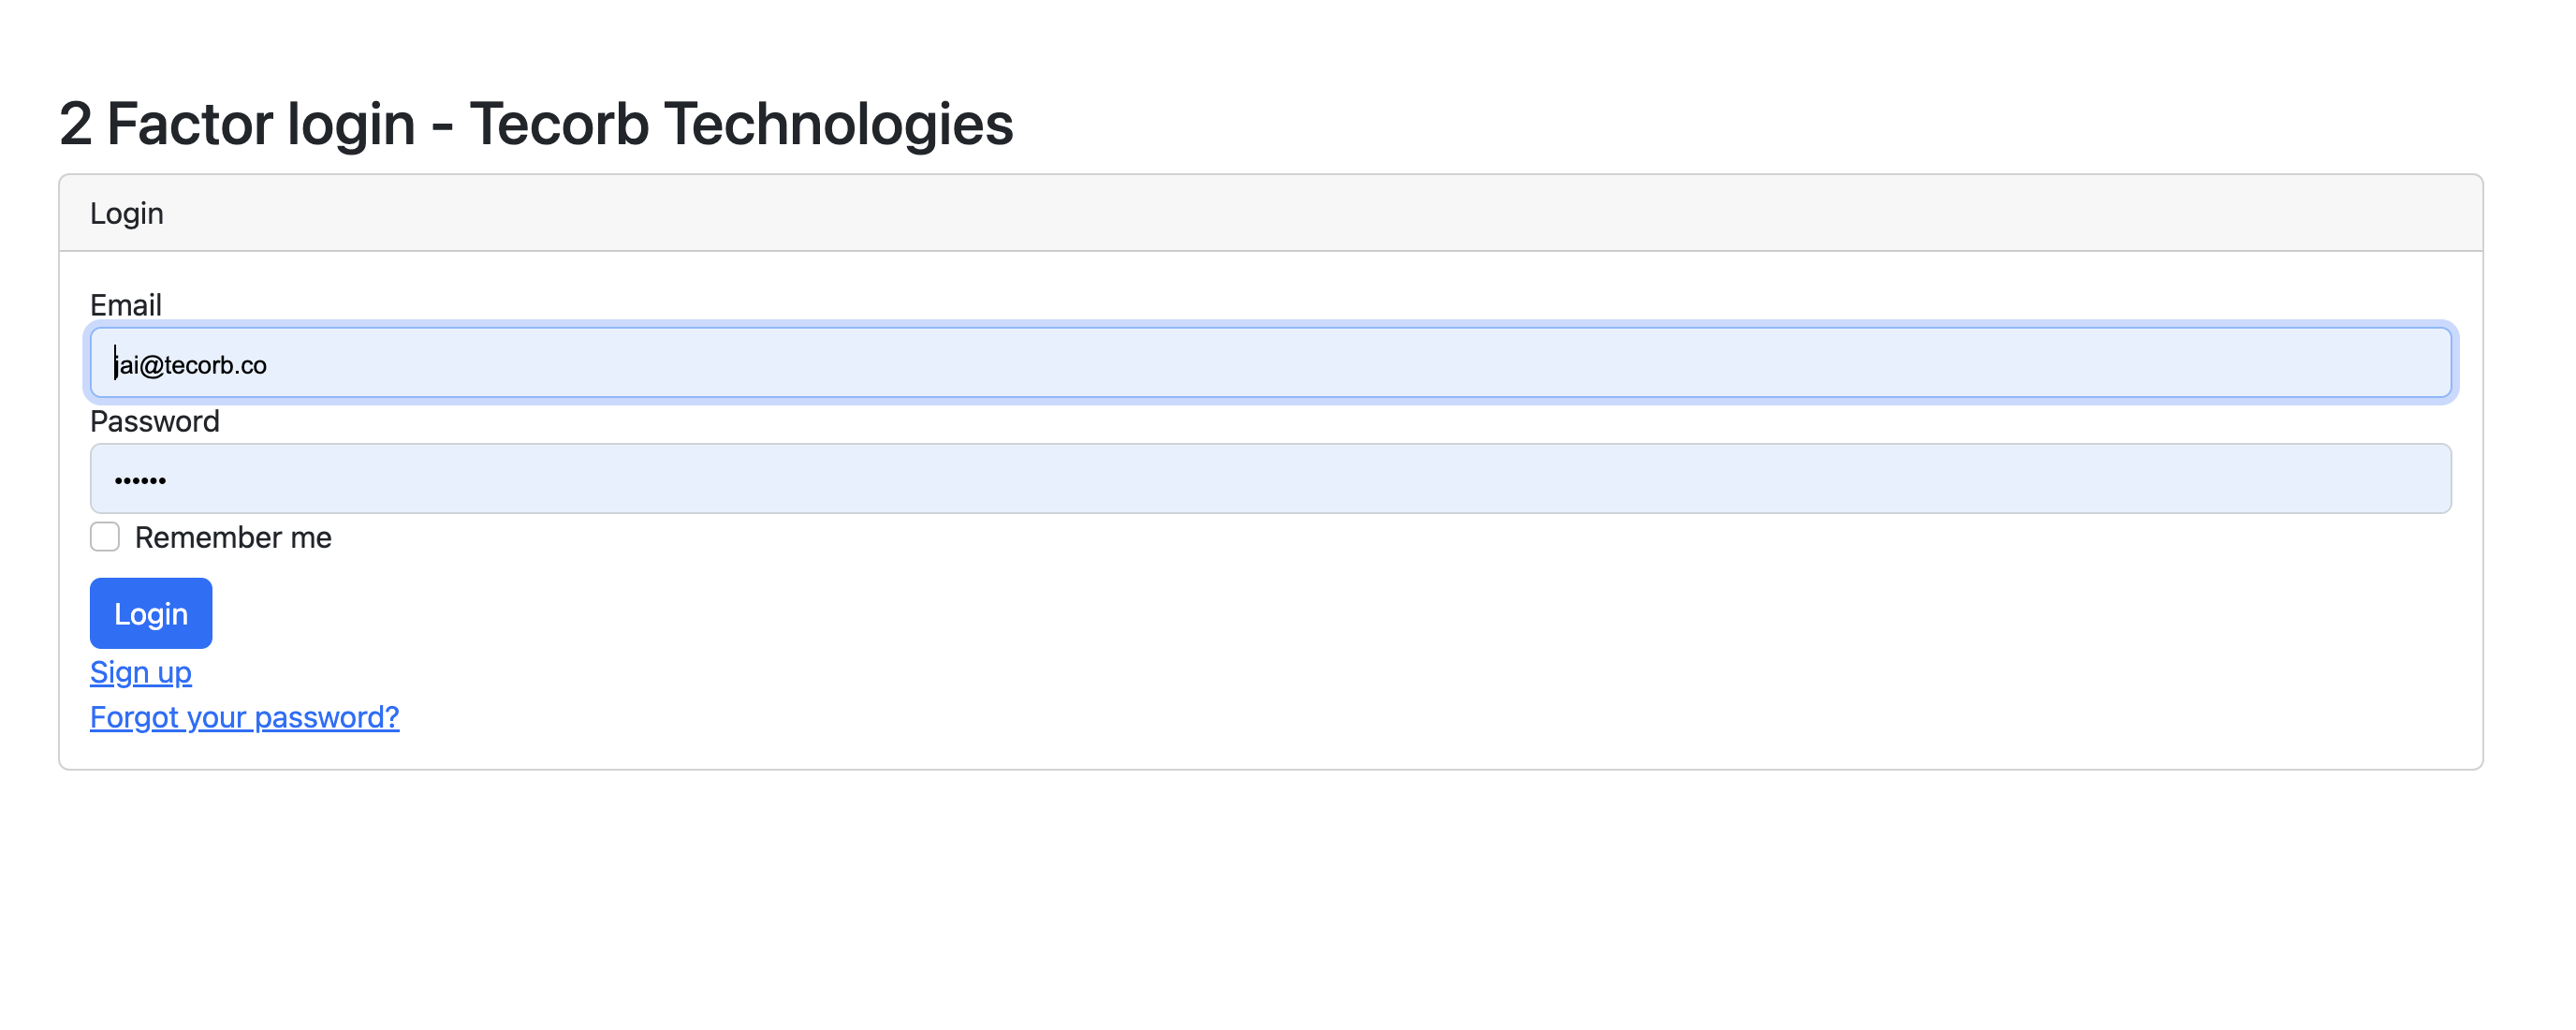 2 Factor login - Tecorb Technologies
Login
Email
jai@tecorb.co
Password
••••••
Remember me
Login
Sign up
Forgot your password?